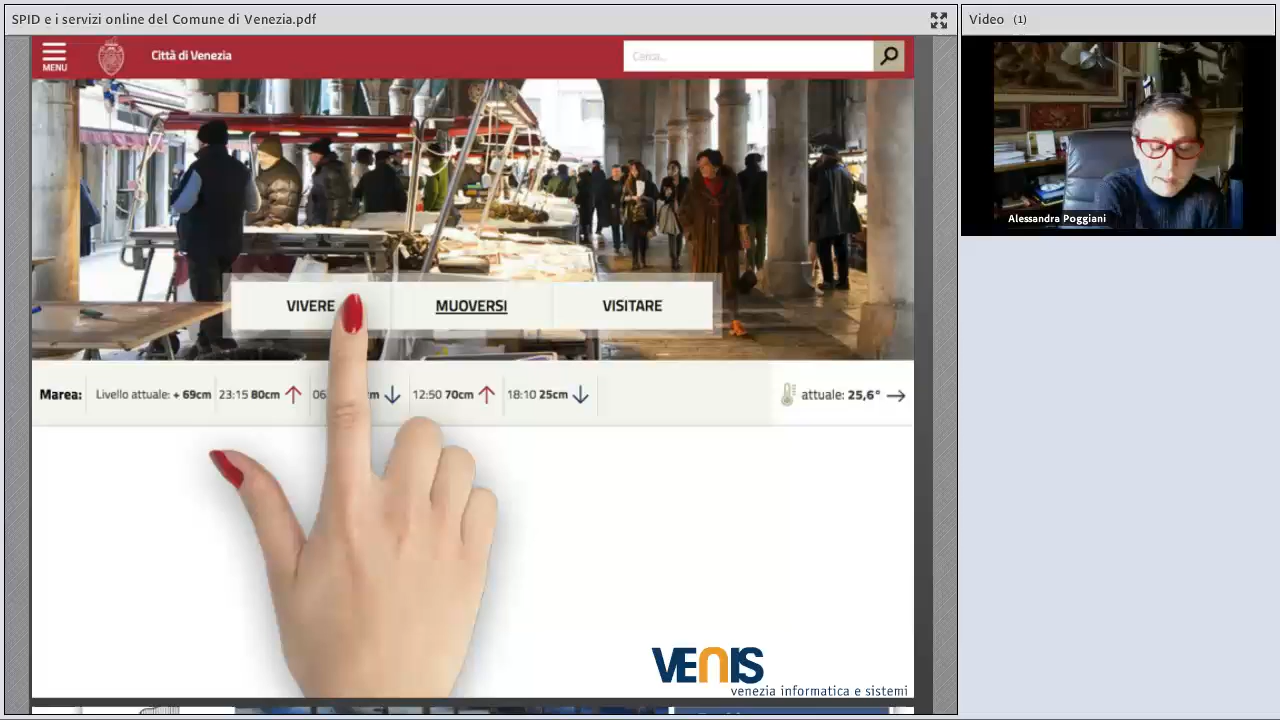 SPID e i servizi online del Comune di Venezia.pdf
Video (1)
MENU
Città di Venezia
Cerca...
Alessandra Poggiani
VIVERE MUOVERSI VISITARE
Marea: Livello attuale: + 69cm 23:15 80cm 06 12:50 70cm 18:10 25cm attuale: 25,6°
VENIS
venezia informatica e sistemi